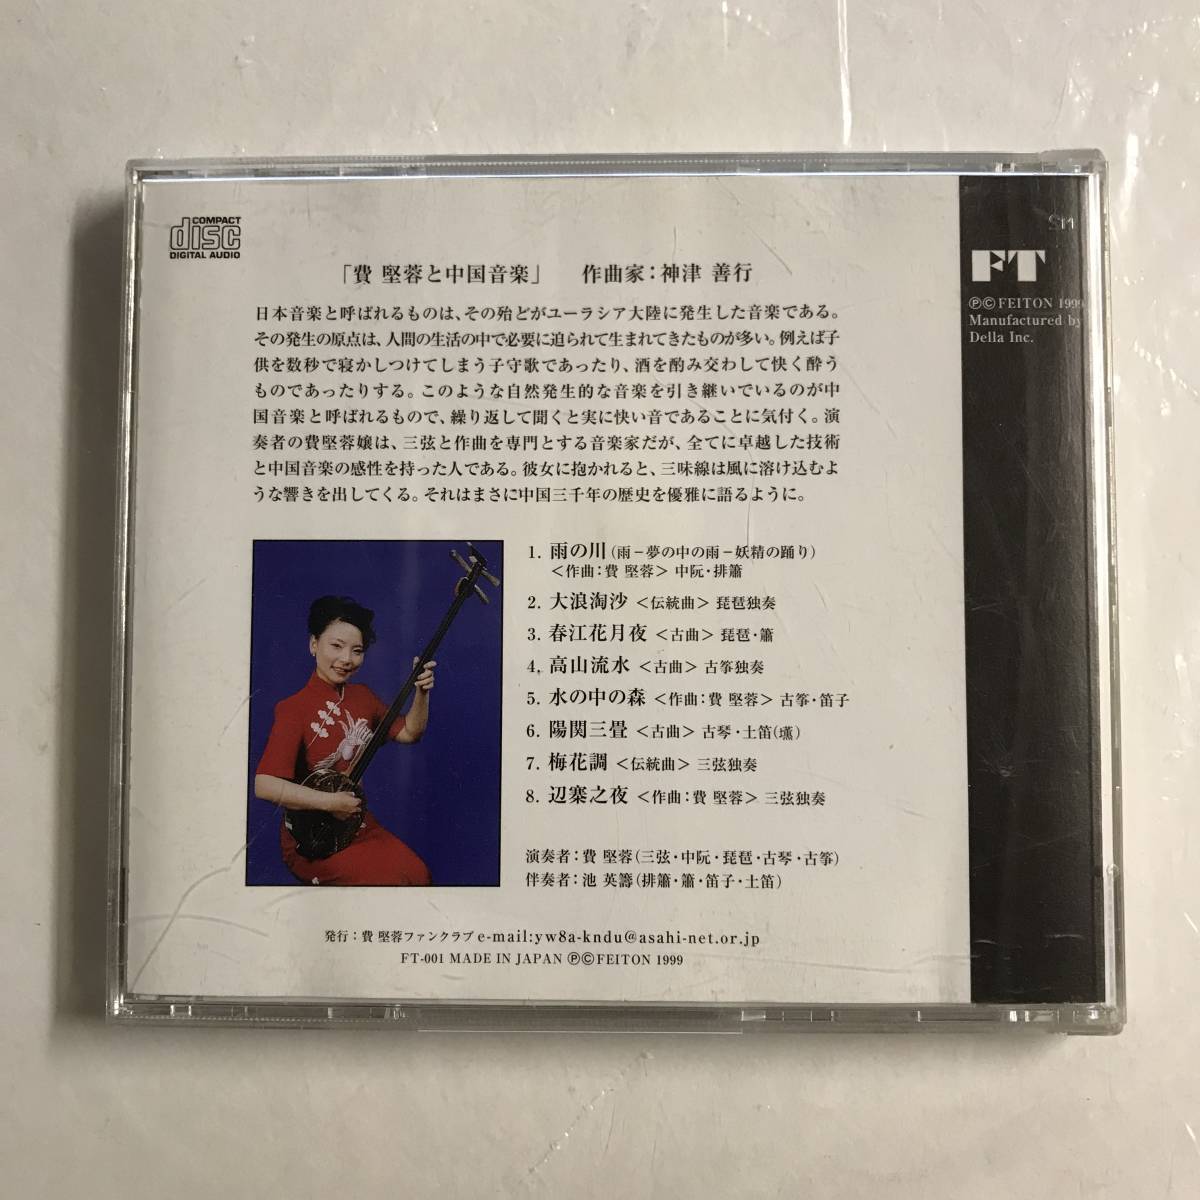 COMPACT
disc
DIGITAL AUDIO
「費 堅蓉と中国音楽」 作曲家：神津 善行
日本音楽と呼ばれるものは、その殆どがユーラシア大陸に発生した音楽である。
その発生の原点は、人間の生活の中で必要に迫られて生まれてきたものが多い。例えば子
供を数秒で寝かしつけてしまう子守歌であったり、酒を酌み交わして快く酔う
ものであったりする。このような自然発生的な音楽を引き継いでいるのが中
国音楽と呼ばれるもので、繰り返して聞くと実に快い音であることに気付く。演
奏者の費堅蓉嬢は、三弦と作曲を専門とする音楽家だが、全てに卓越した技術
と中国音楽の感性を持った人である。彼女に抱かれると、三味線は風に溶け込むよ
うな響きを出してくる。それはまさに中国三千年の歴史を優雅に語るように。
1. 雨の川（雨－夢の中の雨－妖精の踊り）
＜作曲：費 堅蓉＞ 中阮・排簫
2. 大浪淘沙 ＜伝統曲＞ 琵琶独奏
3. 春江花月夜 ＜古曲＞ 琵琶・簫
4. 高山流水 ＜古曲＞ 古筝独奏
5. 水の中の森 ＜作曲：費 堅蓉＞ 古筝・笛子
6. 陽関三畳 ＜古曲＞ 古琴・土笛(壎)
7. 梅花調 ＜伝統曲＞ 三弦独奏
8. 辺寨之夜 ＜作曲：費 堅蓉＞ 三弦独奏
演奏者：費 堅蓉（三弦・中阮・琵琶・古琴・古筝）
伴奏者：池 英籌（排簫・簫・笛子・土笛）
発行：費 堅蓉ファンクラブ e-mail:yw8a-kndu@asahi-net.or.jp
FT-001 MADE IN JAPAN ℗©FEITON 1999
FT
℗©FEITON 1999
Manufactured by
Della Inc.